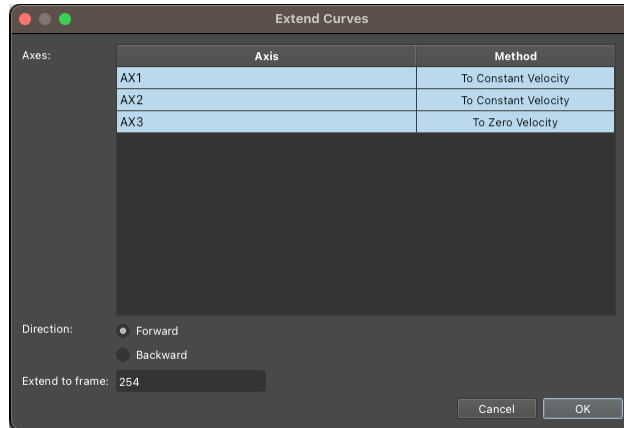 Extend Curves
Axes:
Axis Method
AX1 To Constant Velocity
AX2 To Constant Velocity
AX3 To Zero Velocity
Direction: Forward
Backward
Extend to frame: 254
Cancel OK